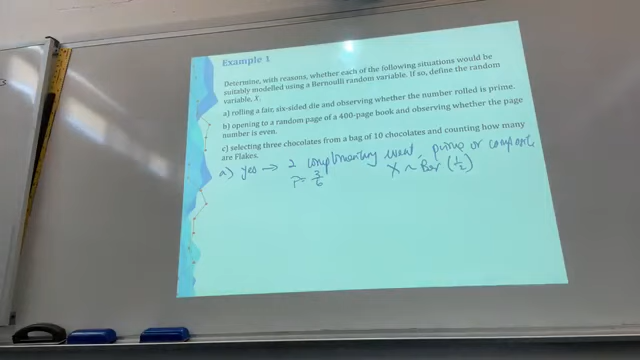 Example 1
Determine, with reasons, whether each of the following situations would be
suitably modelled using a Bernoulli random variable. If so, define the random
variable, X.
a) rolling a fair, six-sided die and observing whether the number rolled is prime.
b) opening to a random page of a 400-page book and observing whether the page
number is even.
c) selecting three chocolates from a bag of 10 chocolates and counting how many
are Flakes.
a) yes → 2 complimentary event, prime or composite
P = 3/6 X ~ Ber (1/2)